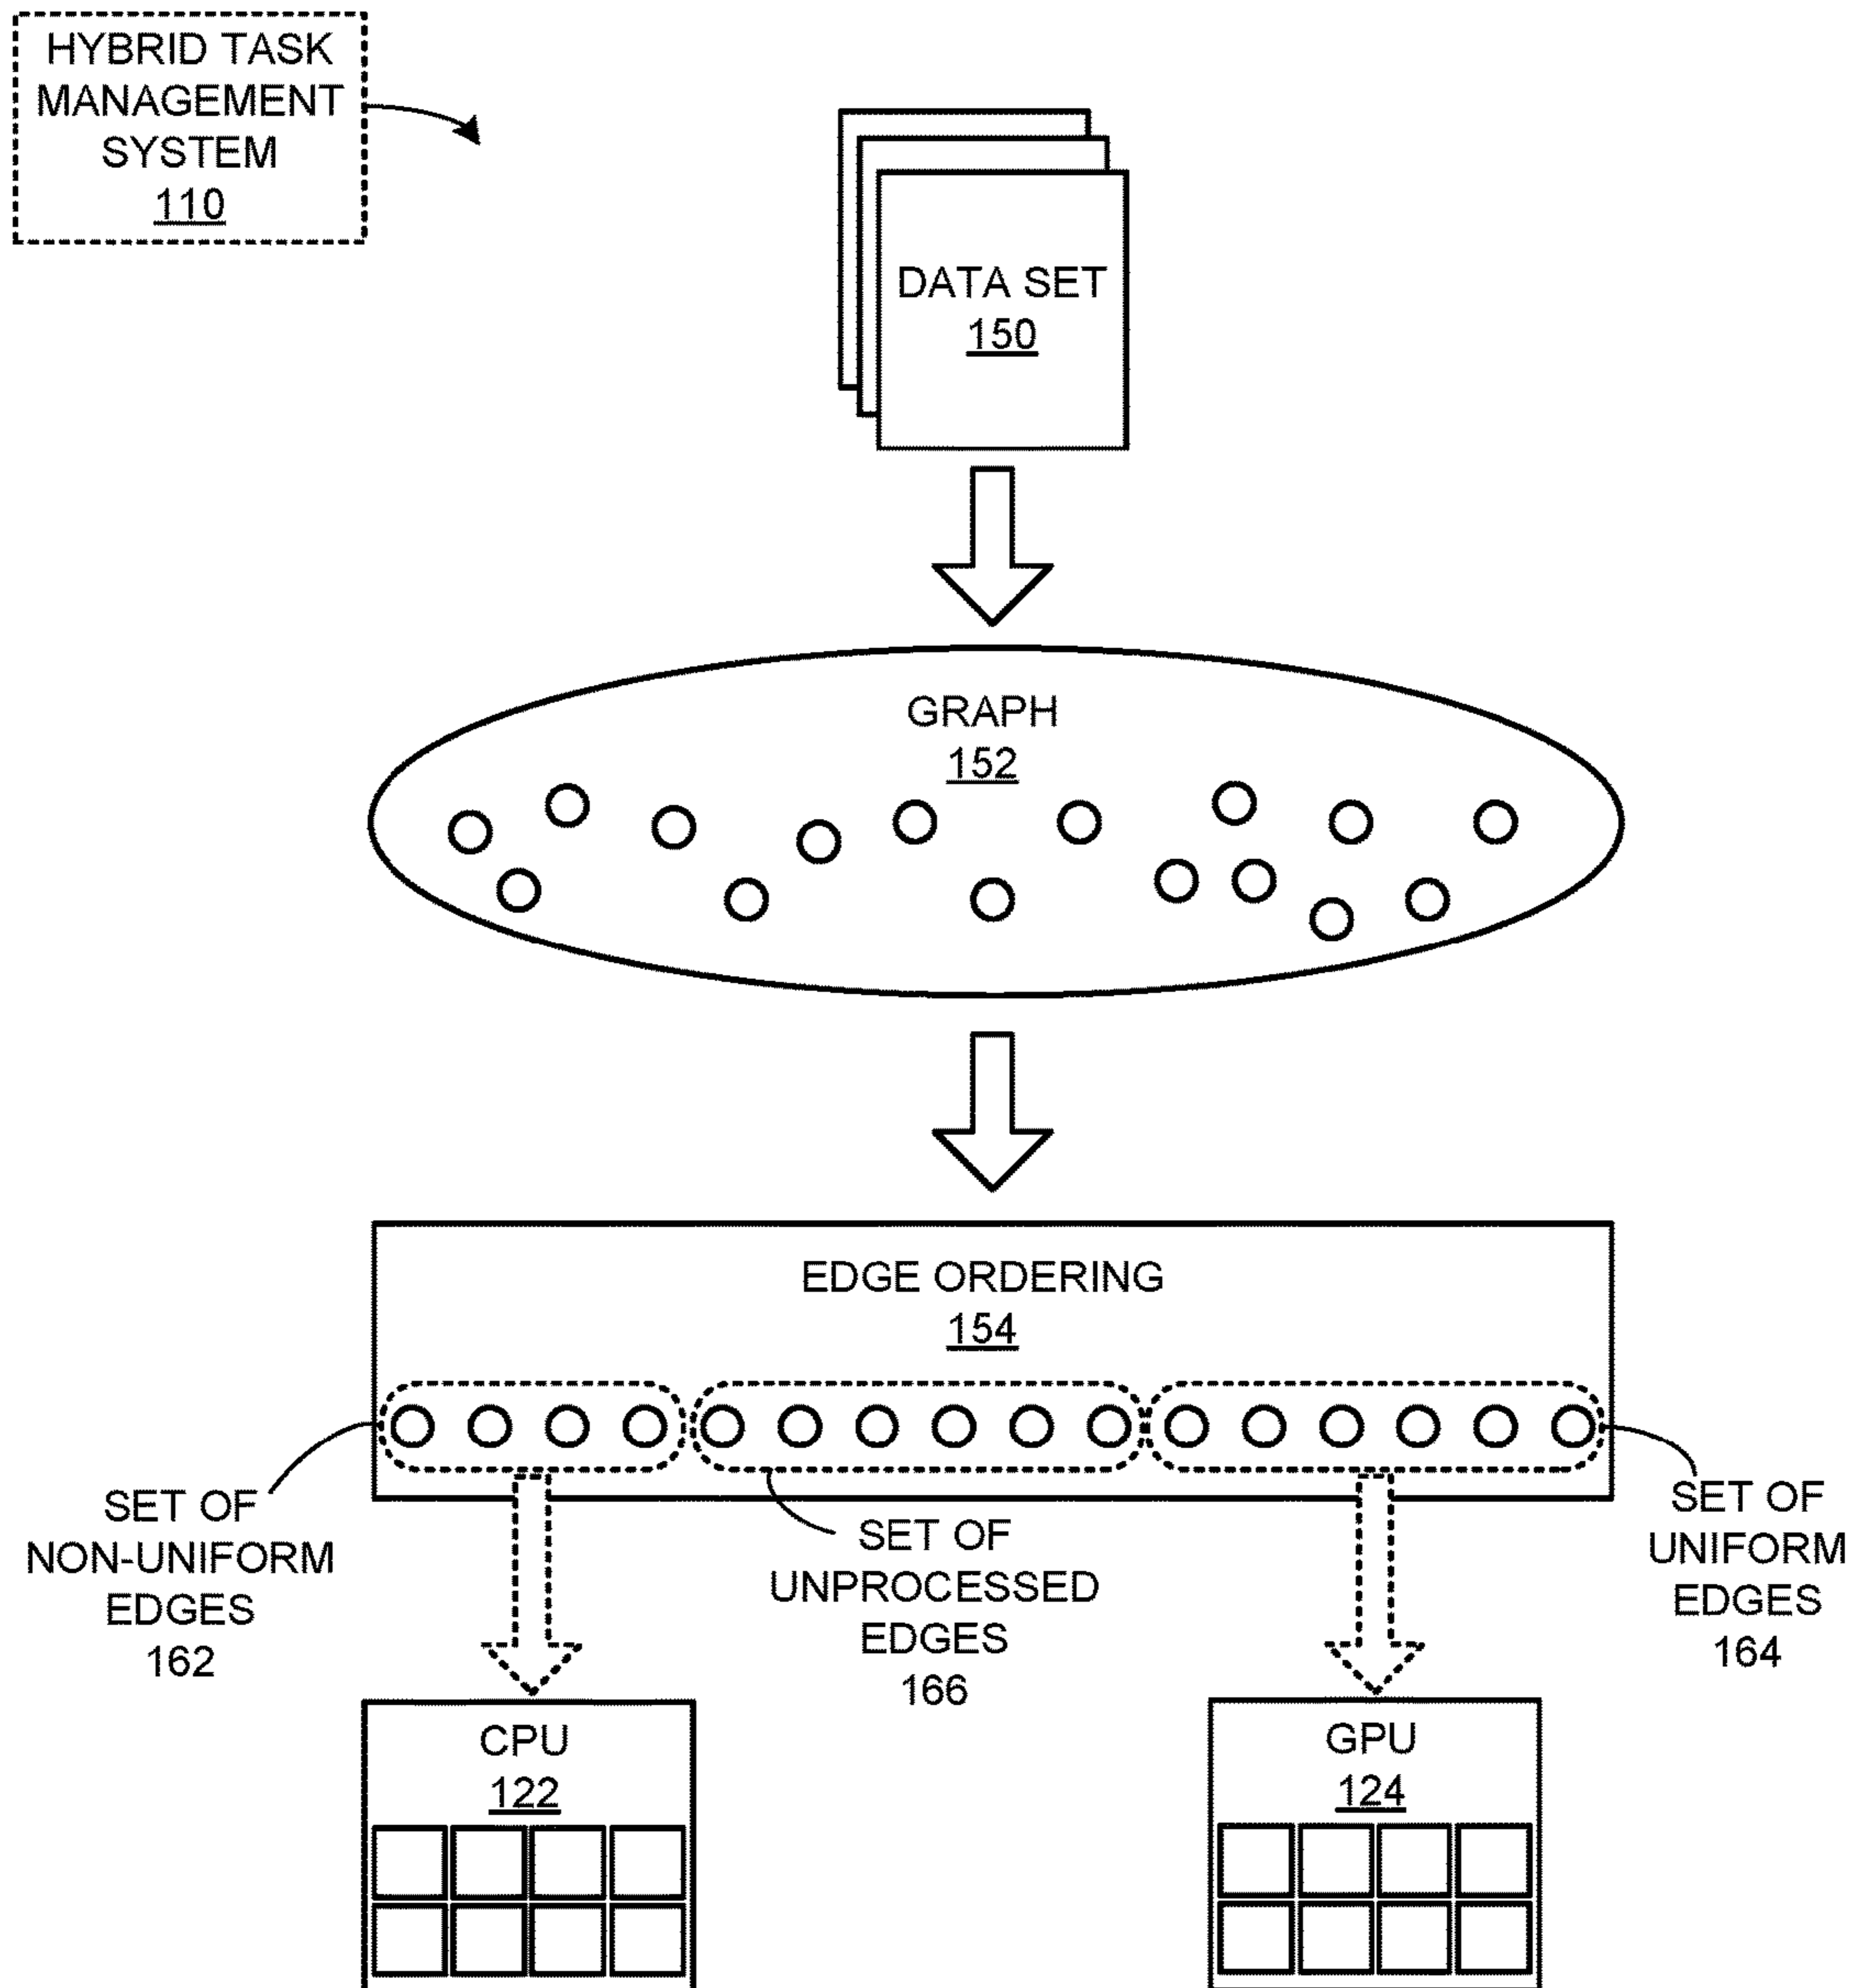 HYBRID TASK
MANAGEMENT
SYSTEM
110
DATA SET
150
GRAPH
152
EDGE ORDERING
154
SET OF
NON-UNIFORM
EDGES
162
SET OF
UNPROCESSED
EDGES
166
SET OF
UNIFORM
EDGES
164
CPU
122
GPU
124